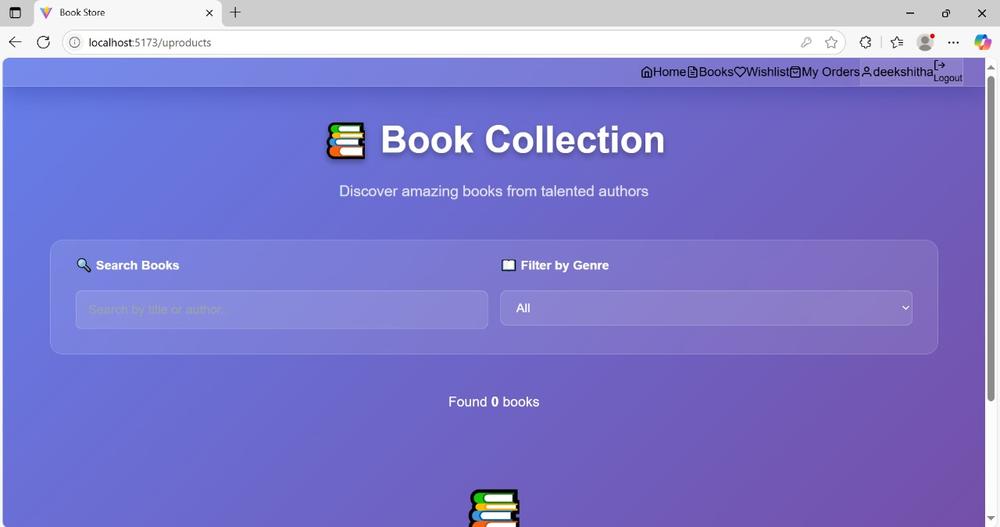 Book Store
localhost:5173/uproducts
Home Books Wishlist My Orders deekshitha Logout
Book Collection
Discover amazing books from talented authors
Search Books
Search by title or author...
Filter by Genre
All
Found 0 books